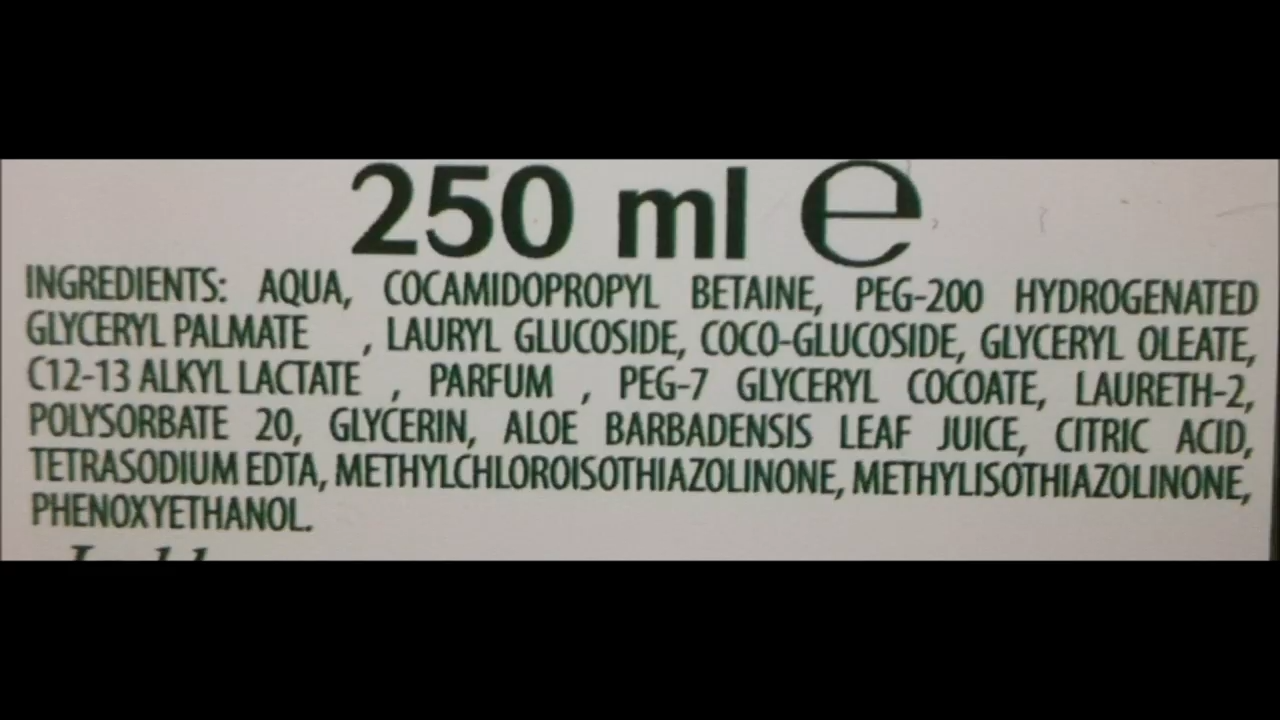 250 ml ℮
INGREDIENTS: AQUA, COCAMIDOPROPYL BETAINE, PEG-200 HYDROGENATED
GLYCERYL PALMATE , LAURYL GLUCOSIDE, COCO-GLUCOSIDE, GLYCERYL OLEATE,
C12-13 ALKYL LACTATE , PARFUM , PEG-7 GLYCERYL COCOATE, LAURETH-2,
POLYSORBATE 20, GLYCERIN, ALOE BARBADENSIS LEAF JUICE, CITRIC ACID,
TETRASODIUM EDTA, METHYLCHLOROISOTHIAZOLINONE, METHYLISOTHIAZOLINONE,
PHENOXYETHANOL.